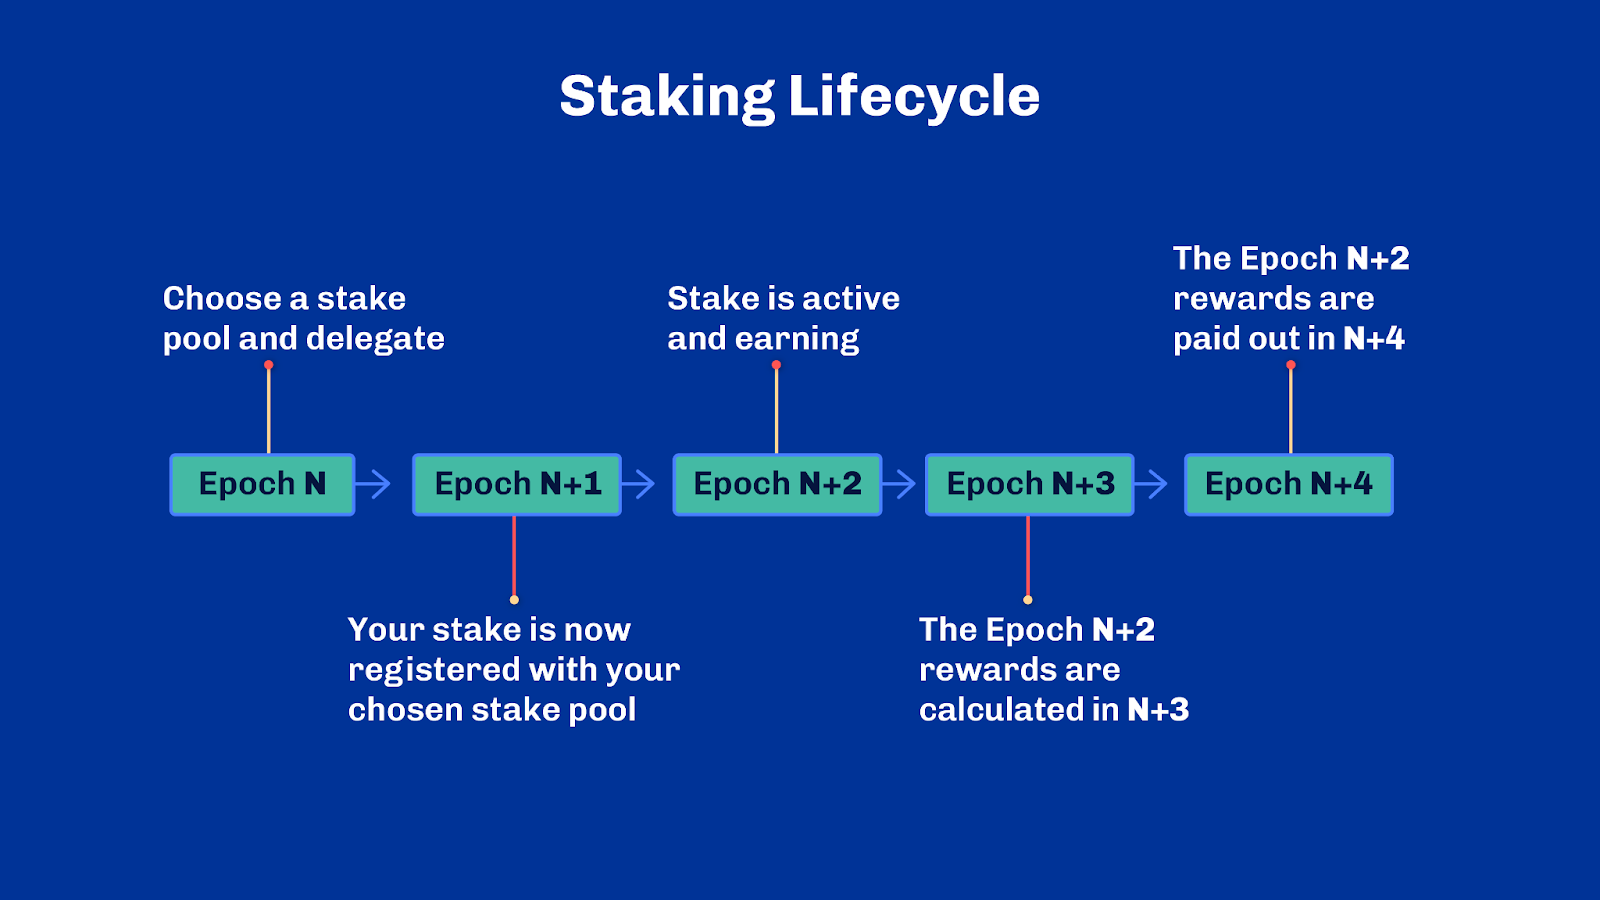 Staking Lifecycle
Choose a stake
pool and delegate
Stake is active
and earning
The Epoch N+2
rewards are
paid out in N+4
Epoch N
Epoch N+1
Epoch N+2
Epoch N+3
Epoch N+4
Your stake is now
registered with your
chosen stake pool
The Epoch N+2
rewards are
calculated in N+3